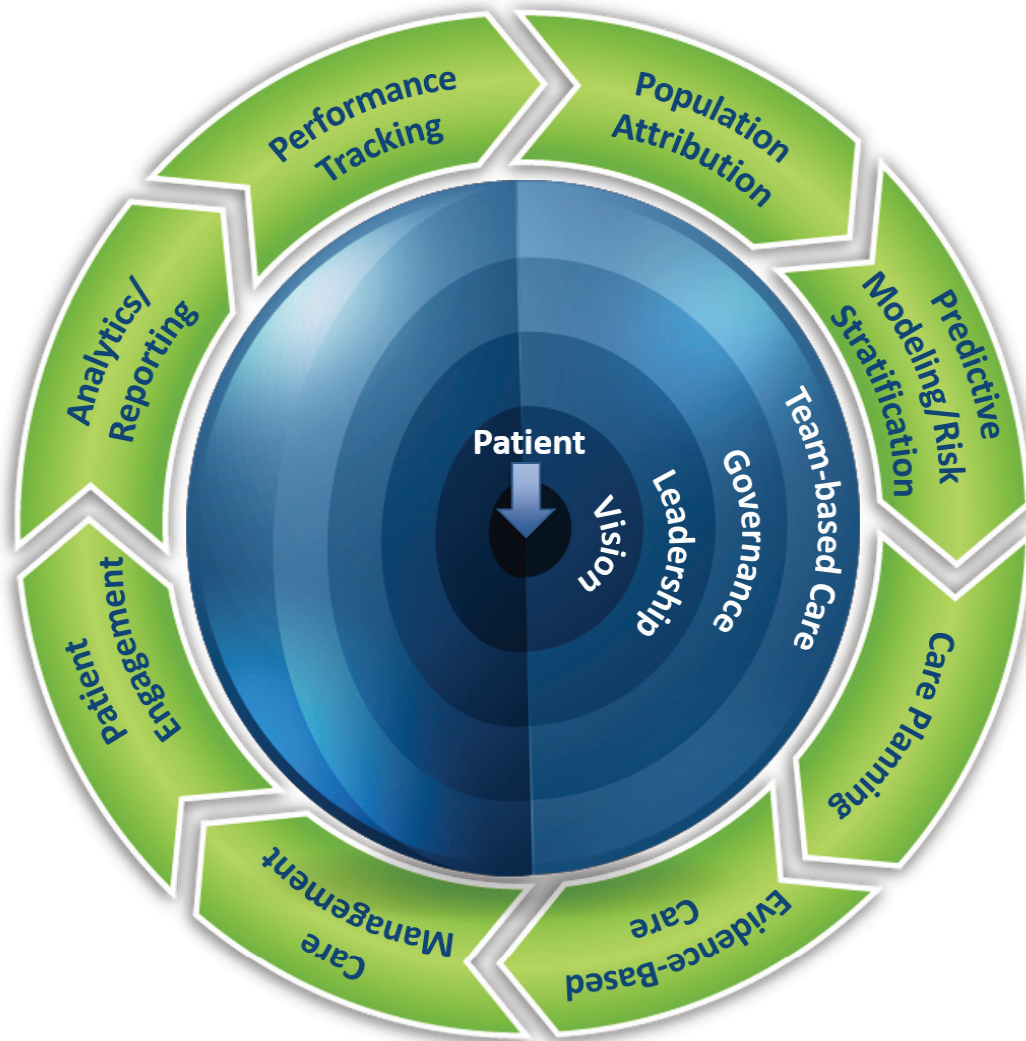 Performance
Tracking
Population
Attribution
Predictive
Modeling/Risk
Stratification
Care Planning
Evidence-Based
Care
Care
Management
Patient
Engagement
Analytics/
Reporting
Patient
Vision
Leadership
Governance
Team-based Care